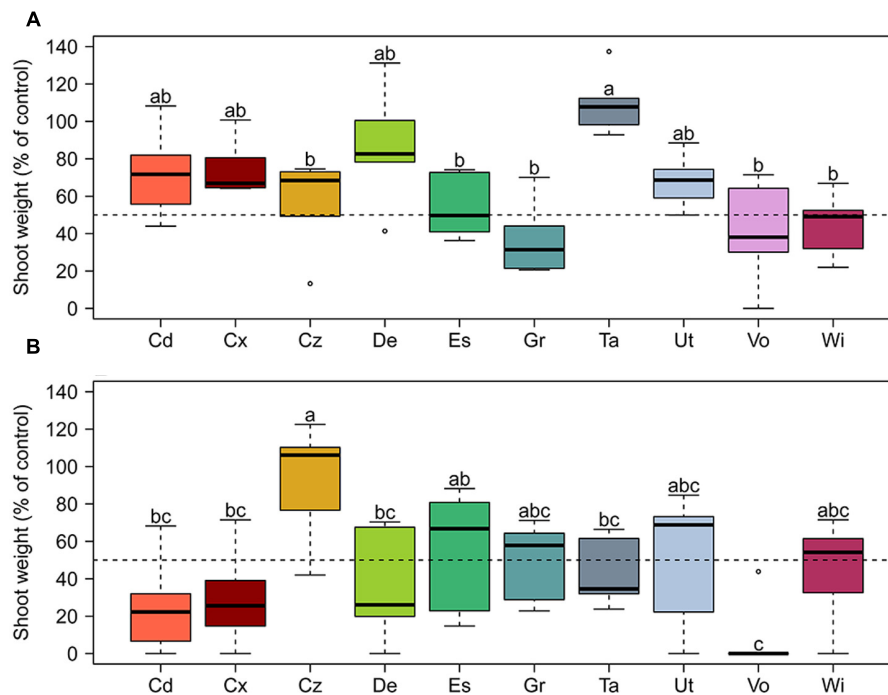 A
Shoot weight (% of control)
140
120
100
80
60
40
20
0
ab
ab
b
ab
b
b
a
ab
b
b
Cd Cx Cz De Es Gr Ta Ut Vo Wi
B
Shoot weight (% of control)
140
120
100
80
60
40
20
0
bc
bc
a
bc
ab
abc
bc
abc
c
abc
Cd Cx Cz De Es Gr Ta Ut Vo Wi